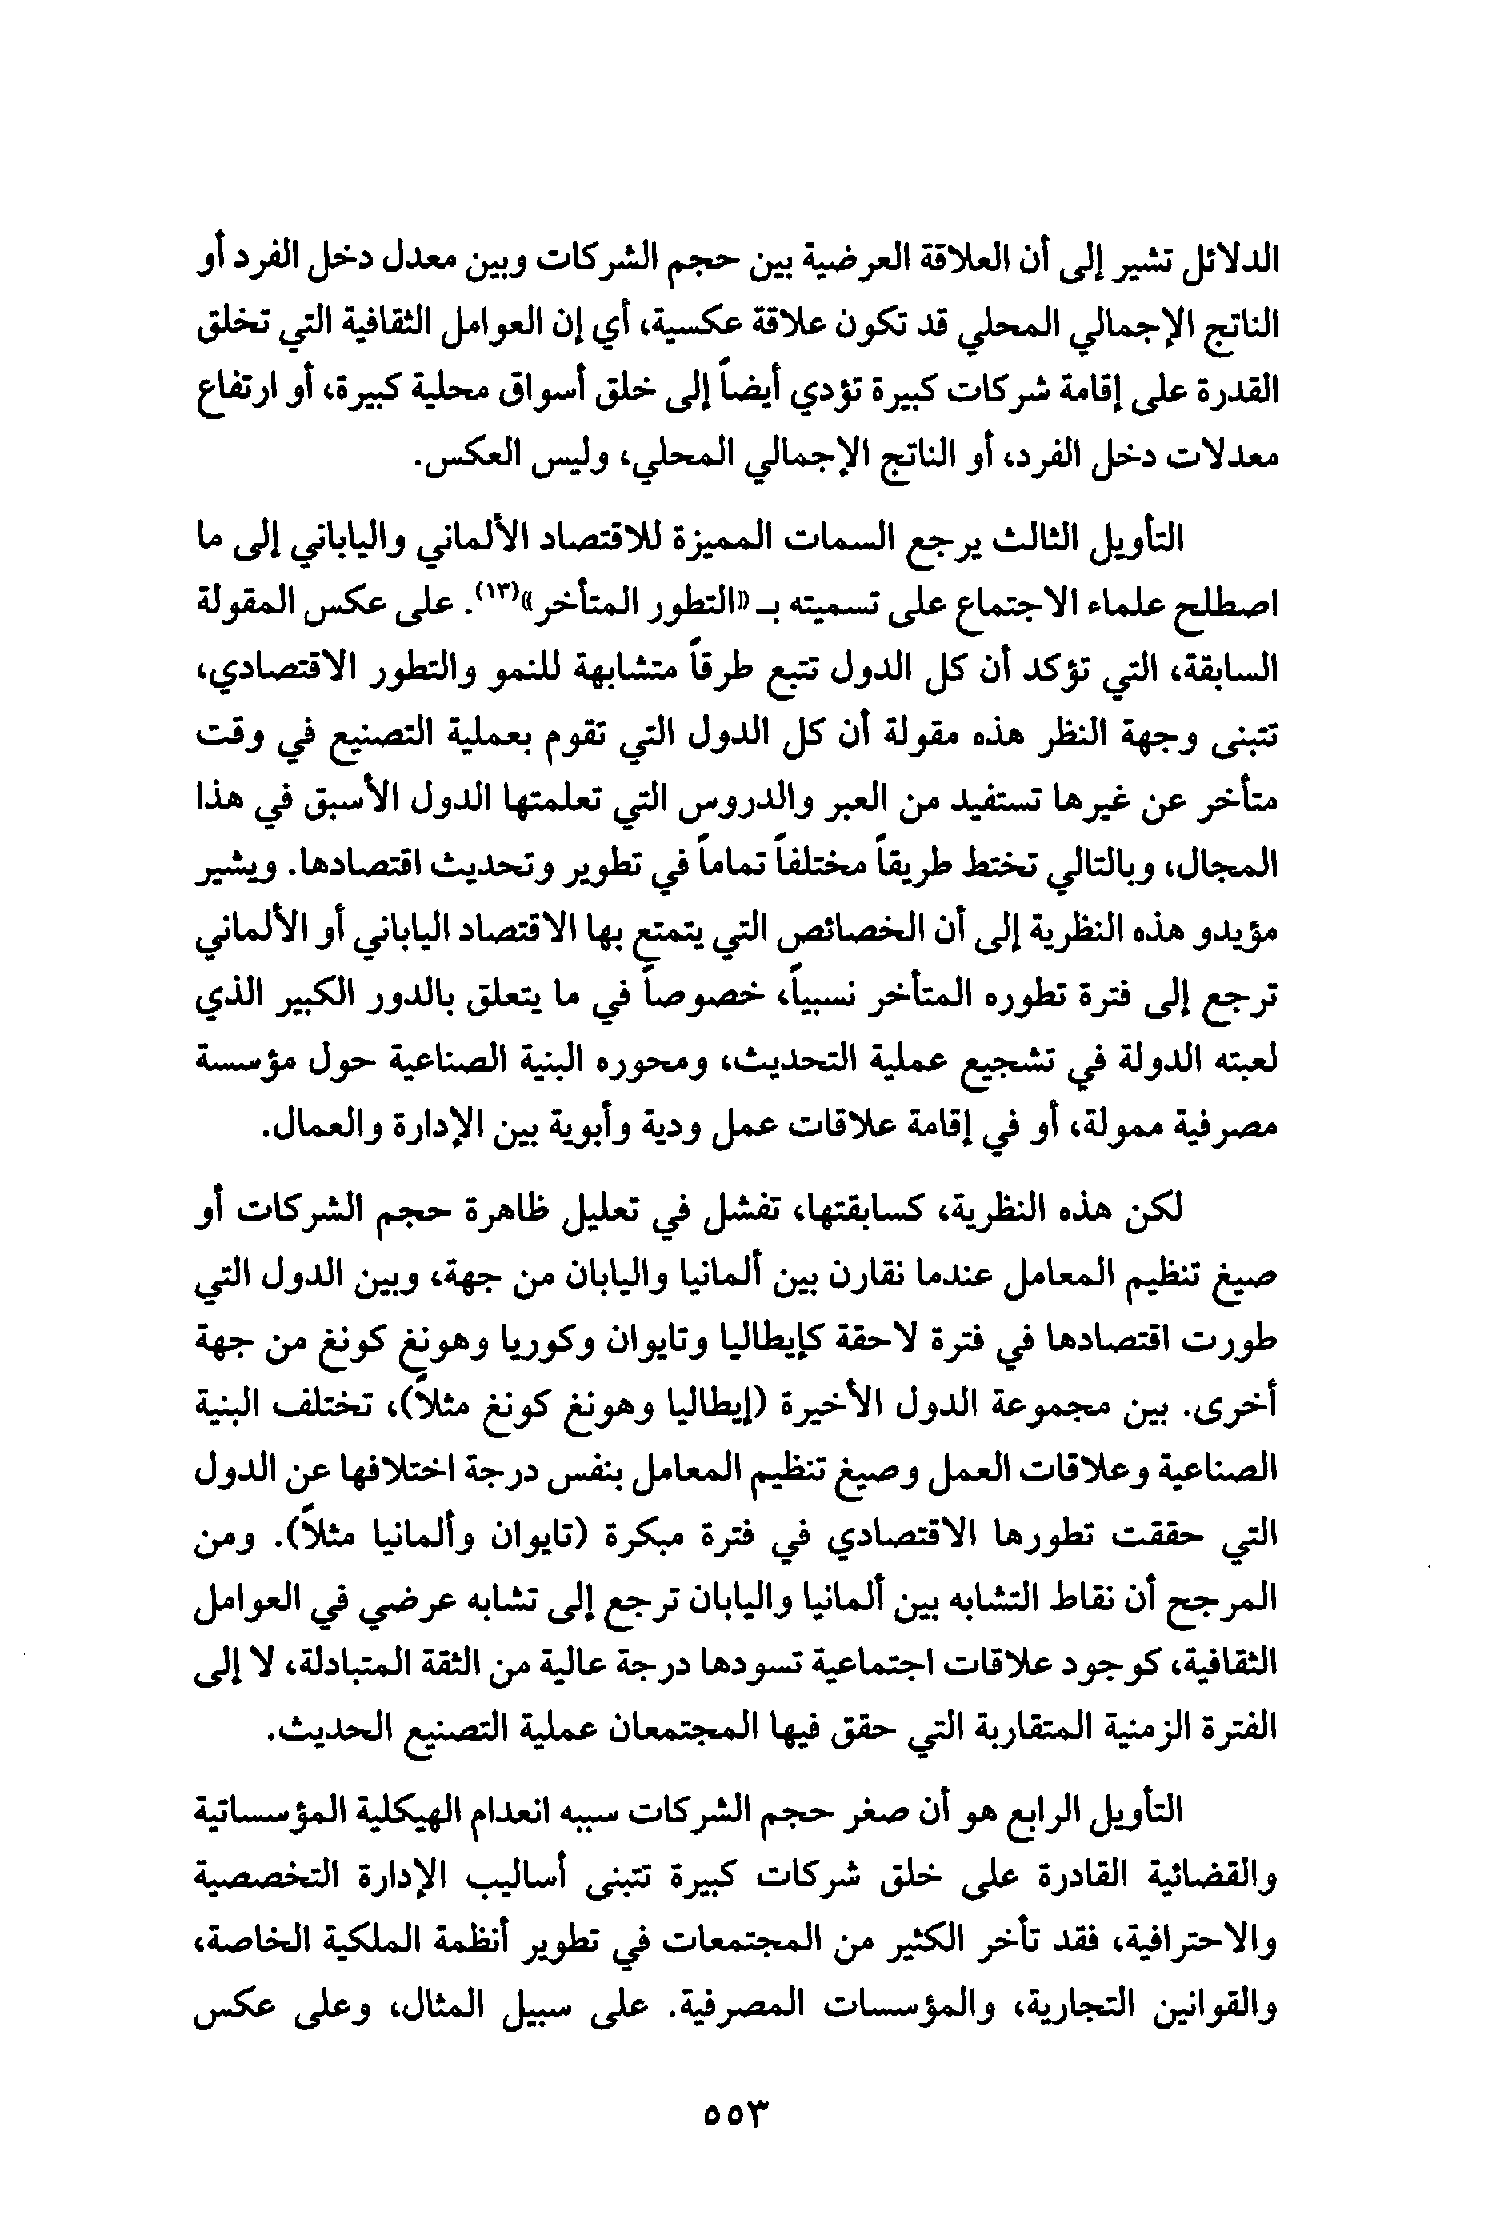 الدلائل تشير إلى أن العلاقة العرضية بين حجم الشركات وبين معدل دخل الفرد أو
الناتج الإجمالي المحلي قد تكون علاقة عكسية، أي إن العوامل الثقافية التي تخلق
القدرة على إقامة شركات كبيرة تؤدي أيضاً إلى خلق أسواق محلية كبيرة، أو ارتفاع
معدلات دخل الفرد، أو الناتج الإجمالي المحلي، وليس العكس.
التأويل الثالث يرجع السمات المميزة للاقتصاد الألماني والياباني إلى ما
اصطلح علماء الاجتماع على تسميته بـ «التطور المتأخر»(١٣). على عكس المقولة
السابقة، التي تؤكد أن كل الدول تتبع طرقاً متشابهة للنمو والتطور الاقتصادي،
تتبنى وجهة النظر هذه مقولة أن كل الدول التي تقوم بعملية التصنيع في وقت
متأخر عن غيرها تستفيد من العبر والدروس التي تعلمتها الدول الأسبق في هذا
المجال، وبالتالي تختط طريقاً مختلفاً تماماً في تطوير وتحديث اقتصادها. ويشير
مؤيدو هذه النظرية إلى أن الخصائص التي يتمتع بها الاقتصاد الياباني أو الألماني
ترجع إلى فترة تطوره المتأخر نسبياً، خصوصاً في ما يتعلق بالدور الكبير الذي
لعبته الدولة في تشجيع عملية التحديث، ومحوره البنية الصناعية حول مؤسسة
مصرفية ممولة، أو في إقامة علاقات عمل ودية وأبوية بين الإدارة والعمال.
لكن هذه النظرية، كسابقتها، تفشل في تعليل ظاهرة حجم الشركات أو
صيغ تنظيم المعامل عندما نقارن بين ألمانيا واليابان من جهة، وبين الدول التي
طورت اقتصادها في فترة لاحقة كإيطاليا وتايوان وكوريا وهونغ كونغ من جهة
أخرى. بين مجموعة الدول الأخيرة (إيطاليا وهونغ كونغ مثلاً)، تختلف البنية
الصناعية وعلاقات العمل وصيغ تنظيم المعامل بنفس درجة اختلافها عن الدول
التي حققت تطورها الاقتصادي في فترة مبكرة (تايوان وألمانيا مثلاً). ومن
المرجح أن نقاط التشابه بين ألمانيا واليابان ترجع إلى تشابه عرضي في العوامل
الثقافية، كوجود علاقات اجتماعية تسودها درجة عالية من الثقة المتبادلة، لا إلى
الفترة الزمنية المتقاربة التي حقق فيها المجتمعان عملية التصنيع الحديث.
التأويل الرابع هو أن صغر حجم الشركات سببه انعدام الهيكلية المؤسساتية
والقضائية القادرة على خلق شركات كبيرة تتبنى أساليب الإدارة التخصصية
والاحترافية، فقد تأخر الكثير من المجتمعات في تطوير أنظمة الملكية الخاصة،
والقوانين التجارية، والمؤسسات المصرفية. على سبيل المثال، وعلى عكس
٥٥٣